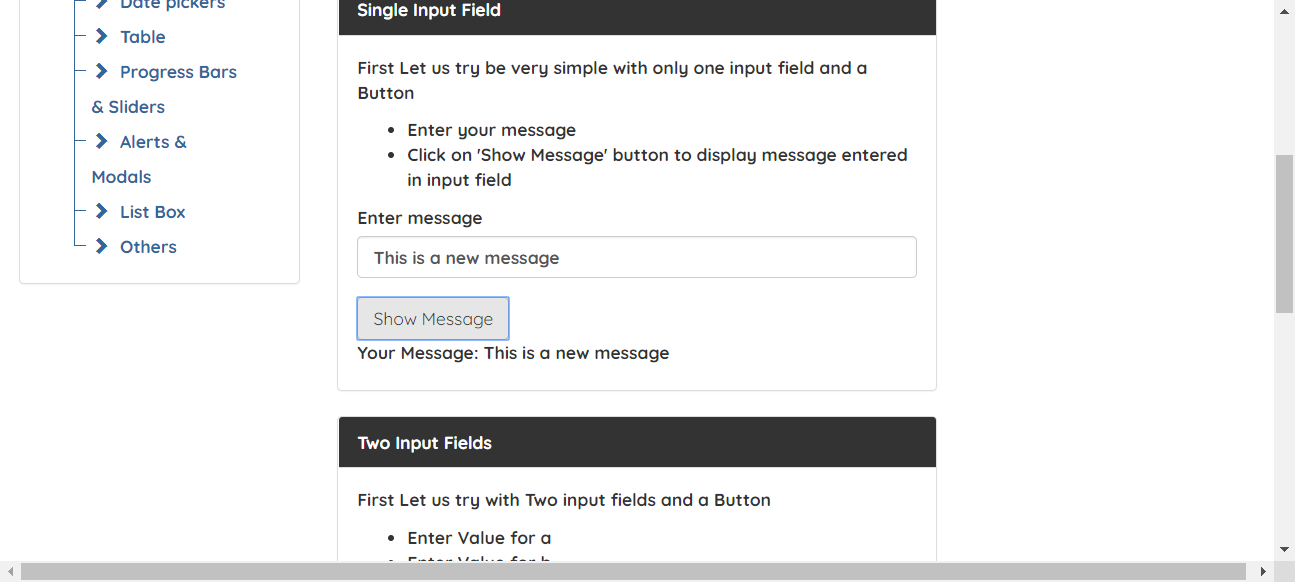 Date pickers
Table
Progress Bars
& Sliders
Alerts &
Modals
List Box
Others
Single Input Field
First Let us try be very simple with only one input field and a
Button
Enter your message
Click on 'Show Message' button to display message entered
in input field
Enter message
This is a new message
Show Message
Your Message: This is a new message
Two Input Fields
First Let us try with Two input fields and a Button
Enter Value for a
Enter Value for b